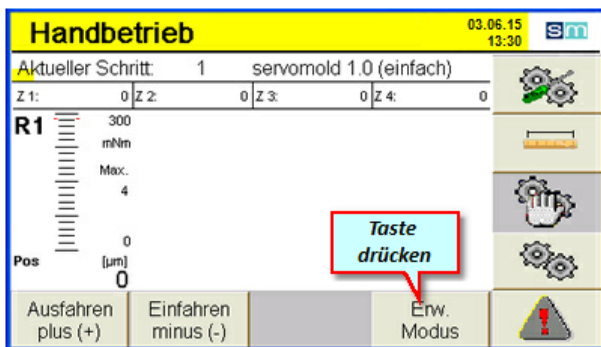 Handbetrieb
03.06.15
13:30
sm
Aktueller Schritt: 1 servomold 1.0 (einfach)
Z 1: 0 Z 2: 0 Z 3: 0 Z 4: 0
R1
300
mNm
Max.
4
0
Pos [µm]
0
Taste
drücken
Ausfahren
plus (+)
Einfahren
minus (-)
Erw.
Modus